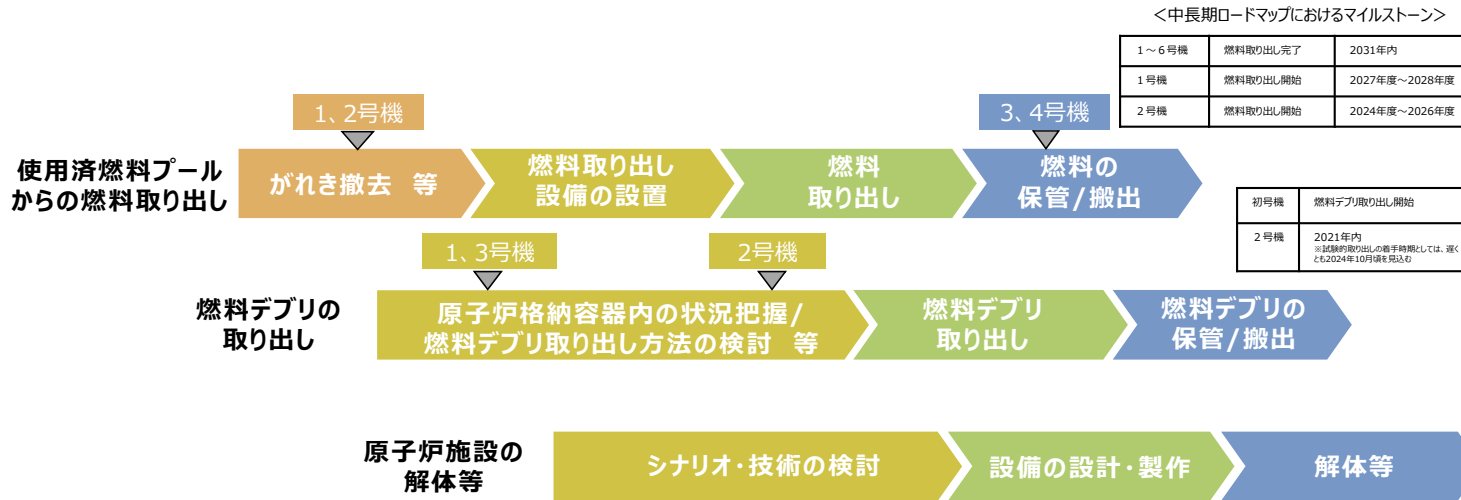 ＜中長期ロードマップにおけるマイルストーン＞
１～６号機 燃料取り出し完了 2031年内
１号機 燃料取り出し開始 2027年度～2028年度
２号機 燃料取り出し開始 2024年度～2026年度
1、2号機
3、4号機
使用済燃料プール
からの燃料取り出し
がれき撤去 等
燃料取り出し
設備の設置
燃料
取り出し
燃料の
保管/搬出
初号機 燃料デブリ取り出し開始
２号機 2021年内
※試験的取り出しの着手時期としては、遅く
とも2024年10月頃を見込む
1、3号機
2号機
燃料デブリの
取り出し
原子炉格納容器内の状況把握/
燃料デブリ取り出し方法の検討 等
燃料デブリ
取り出し
燃料デブリの
保管/搬出
原子炉施設の
解体等
シナリオ・技術の検討
設備の設計・製作
解体等